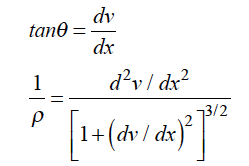 tanθ = dv/dx
1/ρ = (d²v / dx²) / [1+(dv / dx)²]^3/2